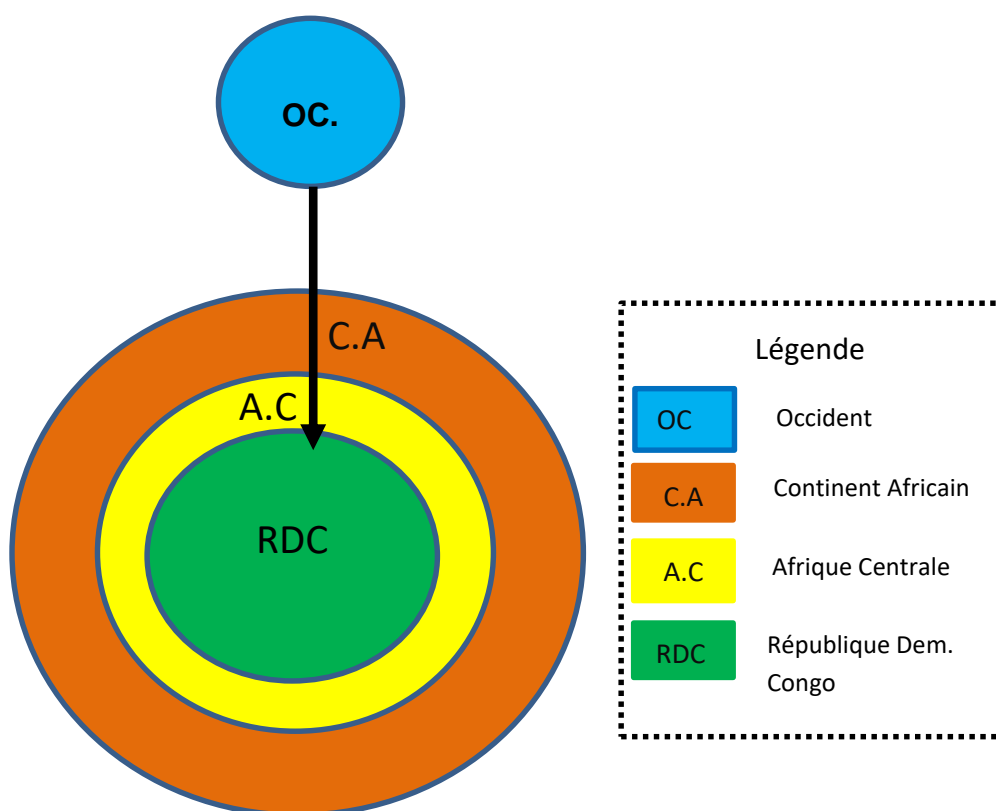 OC.
C.A
A.C
RDC
Légende
OC
Occident
C.A
Continent Africain
A.C
Afrique Centrale
RDC
République Dem.
Congo